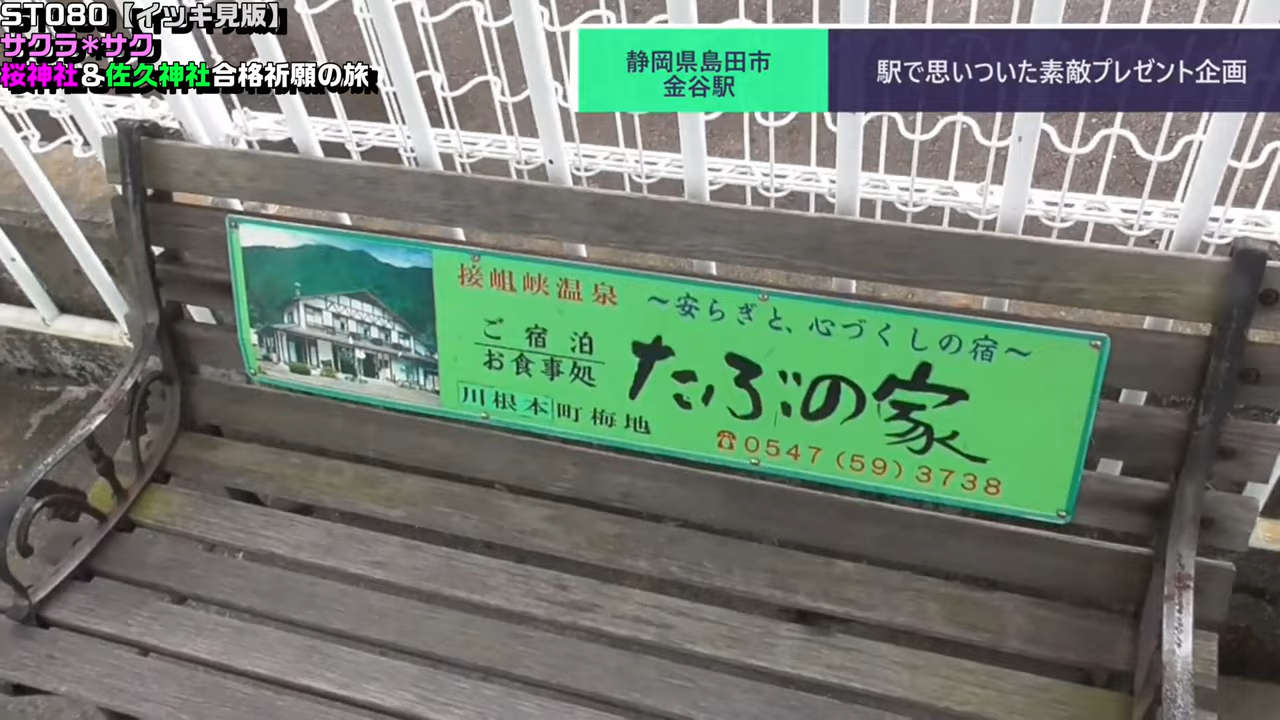 ST080【イッキ見版】
サクラ*サク
桜神社&佐久神社合格祈願の旅
静岡県島田市
金谷駅
駅で思いついた素敵プレゼント企画
接岨峡温泉
～安らぎと、心づくしの宿～
ご宿泊
お食事処
たぶの家
川根本町梅地
☎0547(59)3738